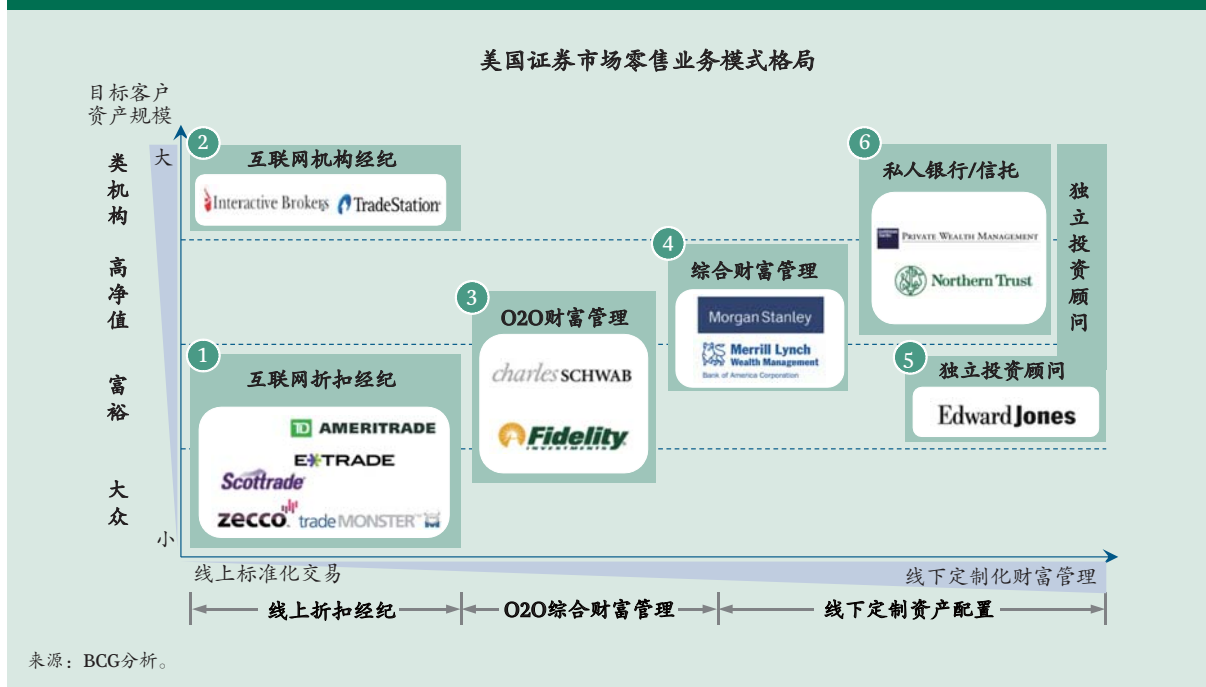 美国证券市场零售业务模式格局
目标客户
资产规模
大
类机构
高净值
富裕
大众
小
2
互联网机构经纪
Interactive Brokers
TradeStation
6
私人银行/信托
PRIVATE WEALTH MANAGEMENT
Northern Trust
独立投资顾问
4
综合财富管理
Morgan Stanley
Merrill Lynch
Wealth Management
Bank of America Corporation
3
O2O财富管理
charles SCHWAB
Fidelity
INVESTMENTS
1
互联网折扣经纪
TD AMERITRADE
E*TRADE
Scottrade
zecco.
tradeMONSTER
5
独立投资顾问
Edward Jones
线上标准化交易
线下定制化财富管理
线上折扣经纪
O2O综合财富管理
线下定制资产配置
来源：BCG分析。